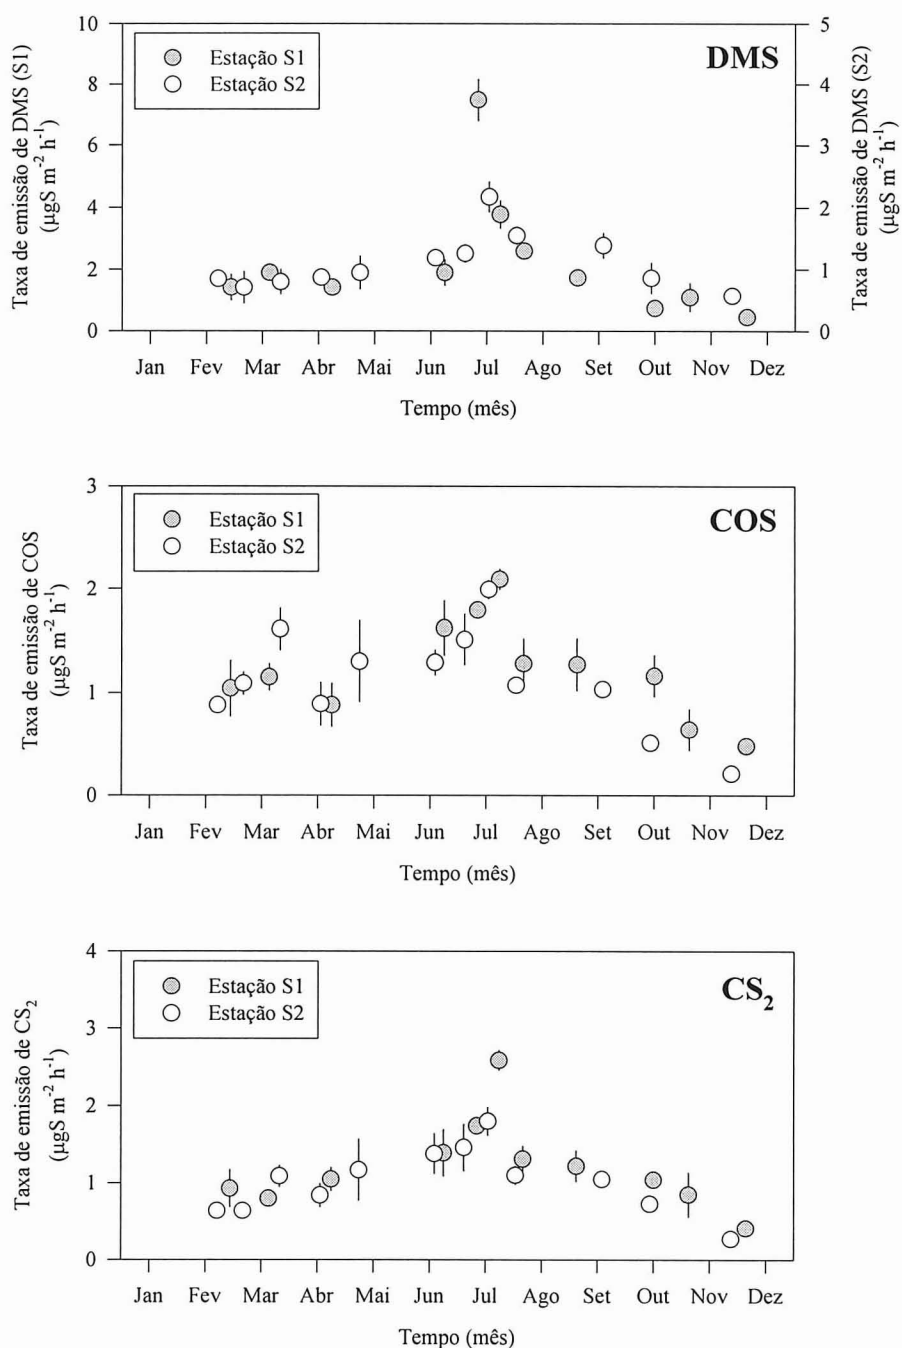 DMS
Estação S1
Estação S2
Taxa de emissão de DMS (S1)
(µgS m⁻² h⁻¹)
10
8
6
4
2
0
Taxa de emissão de DMS (S2)
(µgS m⁻² h⁻¹)
5
4
3
2
1
0
Jan Fev Mar Abr Mai Jun Jul Ago Set Out Nov Dez
Tempo (mês)
COS
Estação S1
Estação S2
Taxa de emissão de COS
(µgS m⁻² h⁻¹)
3
2
1
0
Jan Fev Mar Abr Mai Jun Jul Ago Set Out Nov Dez
Tempo (mês)
CS₂
Estação S1
Estação S2
Taxa de emissão de CS₂
(µgS m⁻² h⁻¹)
4
3
2
1
0
Jan Fev Mar Abr Mai Jun Jul Ago Set Out Nov Dez
Tempo (mês)